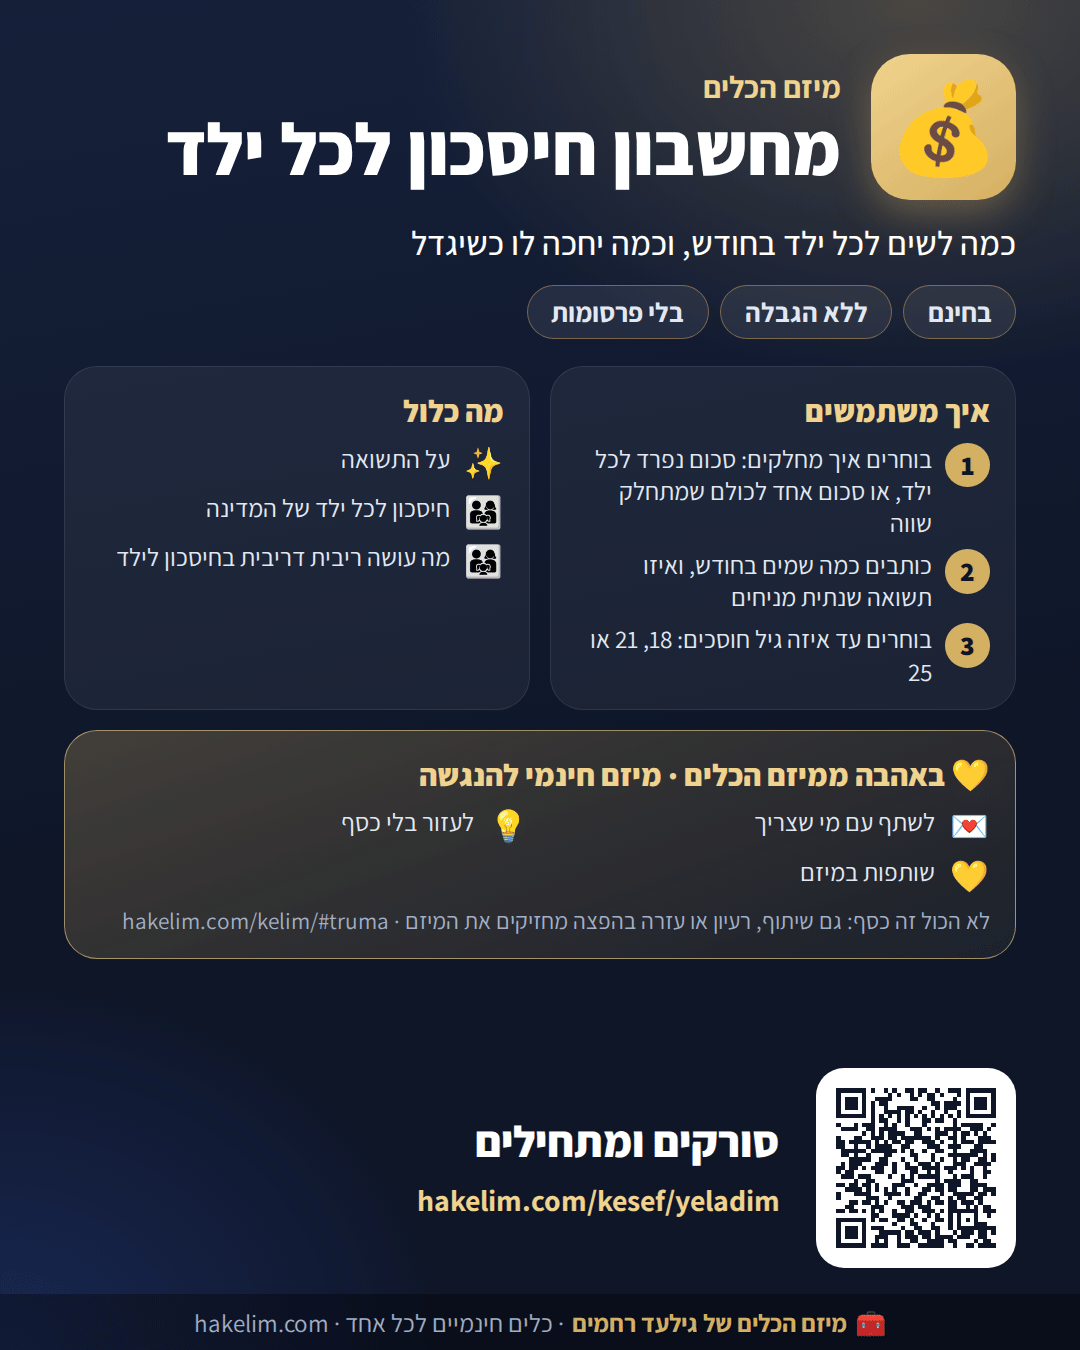 מיזם הכלים
מחשבון חיסכון לכל ילד
כמה לשים לכל ילד בחודש, וכמה יחכה לו כשיגדל
בחינם
ללא הגבלה
בלי פרסומות
איך משתמשים
1 בוחרים איך מחלקים: סכום נפרד לכל
ילד, או סכום אחד לכולם שמתחלק
שווה
2 כותבים כמה שמים בחודש, ואיזו
תשואה שנתית מניחים
3 בוחרים עד איזה גיל חוסכים: 18, 21 או
25
מה כלול
על התשואה
חיסכון לכל ילד של המדינה
מה עושה ריבית דריבית בחיסכון לילד
באהבה ממיזם הכלים · מיזם חינמי להנגשה
לשתף עם מי שצריך
לעזור בלי כסף
שותפות במיזם
לא הכול זה כסף: גם שיתוף, רעיון או עזרה בהפצה מחזיקים את המיזם · hakelim.com/kelim/#truma
סורקים ומתחילים
hakelim.com/kesef/yeladim
מיזם הכלים של גילעד רחמים · כלים חינמיים לכל אחד · hakelim.com